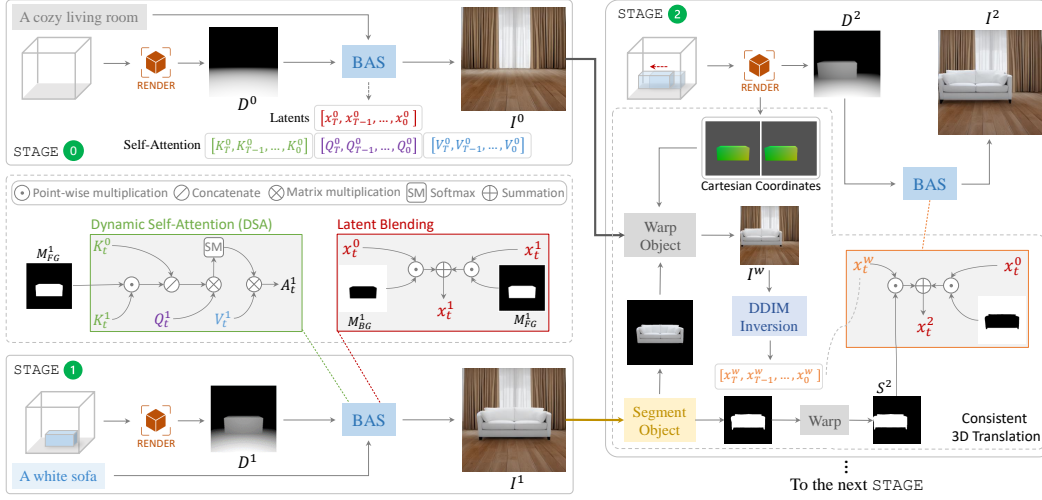 A cozy living room
RENDER
D^0
BAS
I^0
Latents
[x_T^0, x_{T-1}^0, ..., x_0^0]
Self-Attention
[K_T^0, K_{T-1}^0, ..., K_0^0]
[Q_T^0, Q_{T-1}^0, ..., Q_0^0]
[V_T^0, V_{T-1}^0, ..., V_0^0]
STAGE 0
Point-wise multiplication
Concatenate
Matrix multiplication
SM
Softmax
Summation
Dynamic Self-Attention (DSA)
M_{FG}^1
K_t^0
SM
A_t^1
K_t^1
Q_t^1
V_t^1
Latent Blending
x_t^0
x_t^1
x_t^1
M_{BG}^1
M_{FG}^1
STAGE 1
RENDER
D^1
BAS
I^1
A white sofa
STAGE 2
RENDER
D^2
I^2
Cartesian Coordinates
BAS
Warp
Object
I^w
DDIM
Inversion
[x_T^w, x_{T-1}^w, ..., x_0^w]
x_t^w
x_t^0
x_t^2
S^2
Segment
Object
Warp
Consistent
3D Translation
⋮
To the next STAGE